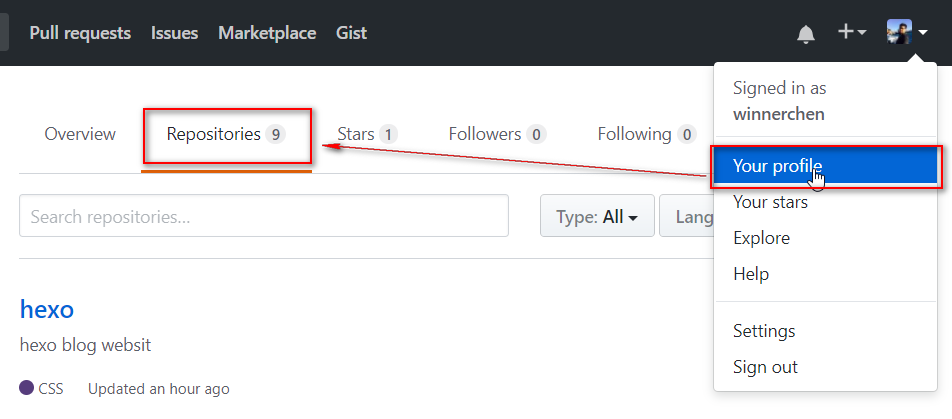 Pull requests Issues Marketplace Gist
Signed in as
winnerchen
Overview Repositories 9 Stars 1 Followers 0 Following 0
Your profile
Your stars
Search repositories... Type: All Lang
Explore
Help
hexo
hexo blog websit
Settings
Sign out
CSS Updated an hour ago